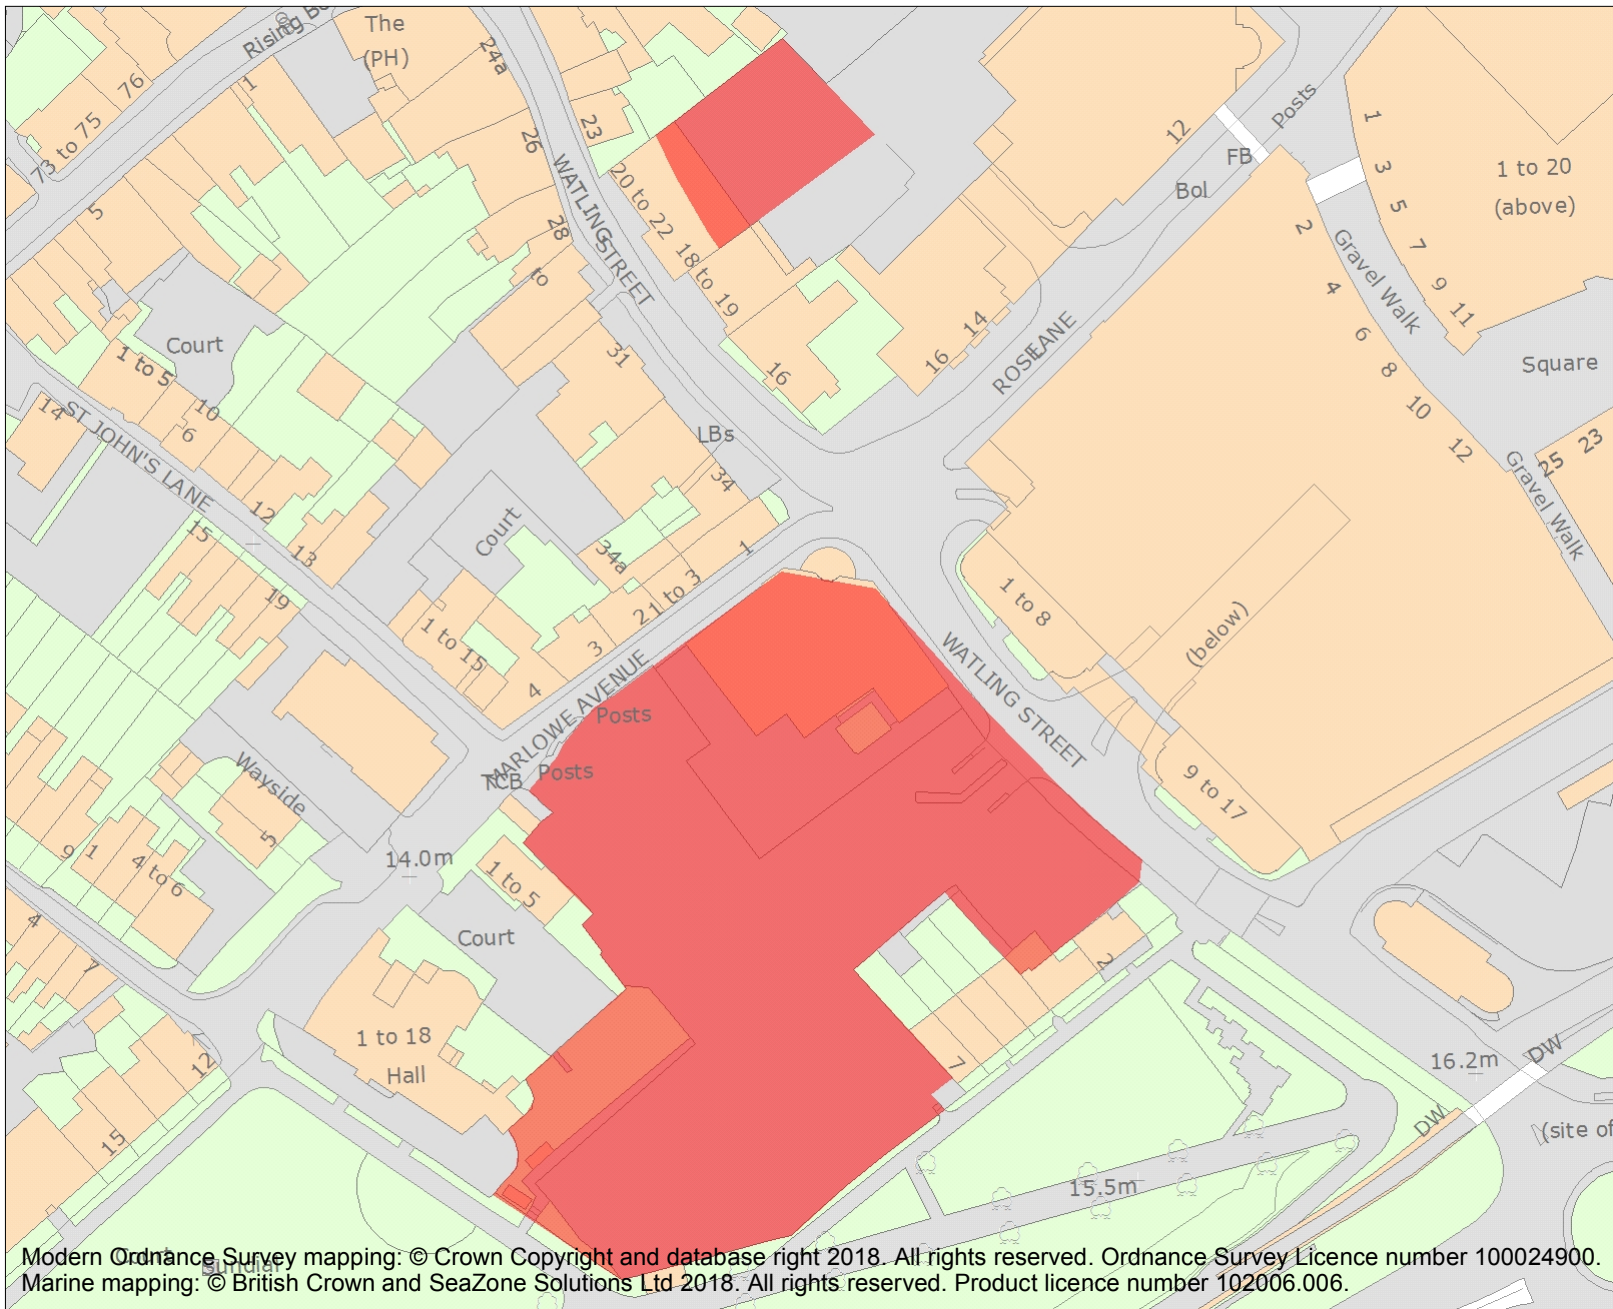 The
(PH)
24a
Rising
76
1
73 to 75
23
26
12
Posts
FB
Bol
1
3
5
7
9
11
1 to 20
(above)
5
WATLING STREET
20 to 22
28
to
18 to 19
2
4
6
8
10
12
Gravel Walk
Court
1 to 5
10
6
14
ST JOHN'S LANE
31
16
14
16
ROSE LANE
Square
LBs
34
25
23
Gravel Walk
12
13
15
19
Court
34a
1
21 to 3
3
4
1 to 15
1 to 8
(below)
MARLOWE AVENUE
Posts
Posts
TCB
WATLING STREET
9 to 17
Wayside
5
9
1
4 to 6
14.0m
1 to 5
Court
4
7
2
7
1 to 18
Hall
12
15
16.2m
DW
DW
(site of
15.5m
Court
Sundial
Modern Ordnance Survey mapping: © Crown Copyright and database right 2018. All rights reserved. Ordnance Survey Licence number 100024900.
Marine mapping: © British Crown and SeaZone Solutions Ltd 2018. All rights reserved. Product licence number 102006.006.